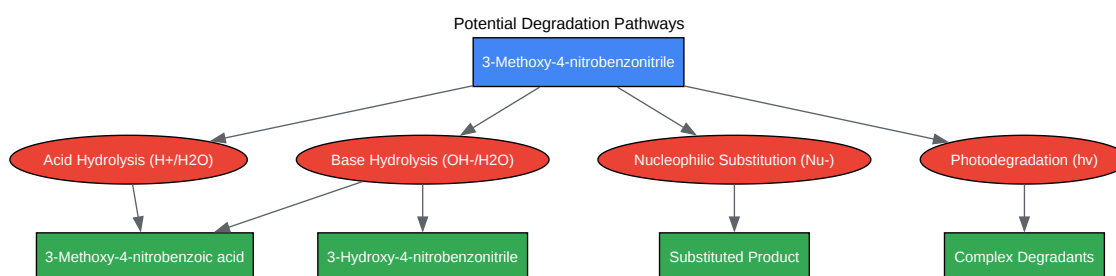 Potential Degradation Pathways
3-Methoxy-4-nitrobenzonitrile
Acid Hydrolysis (H+/H2O)
Base Hydrolysis (OH-/H2O)
Nucleophilic Substitution (Nu-)
Photodegradation (hv)
3-Methoxy-4-nitrobenzoic acid
3-Hydroxy-4-nitrobenzonitrile
Substituted Product
Complex Degradants